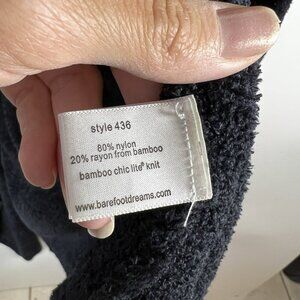 style 436
80% nylon
20% rayon from bamboo
bamboo chic lite® knit
www.barefootdreams.com